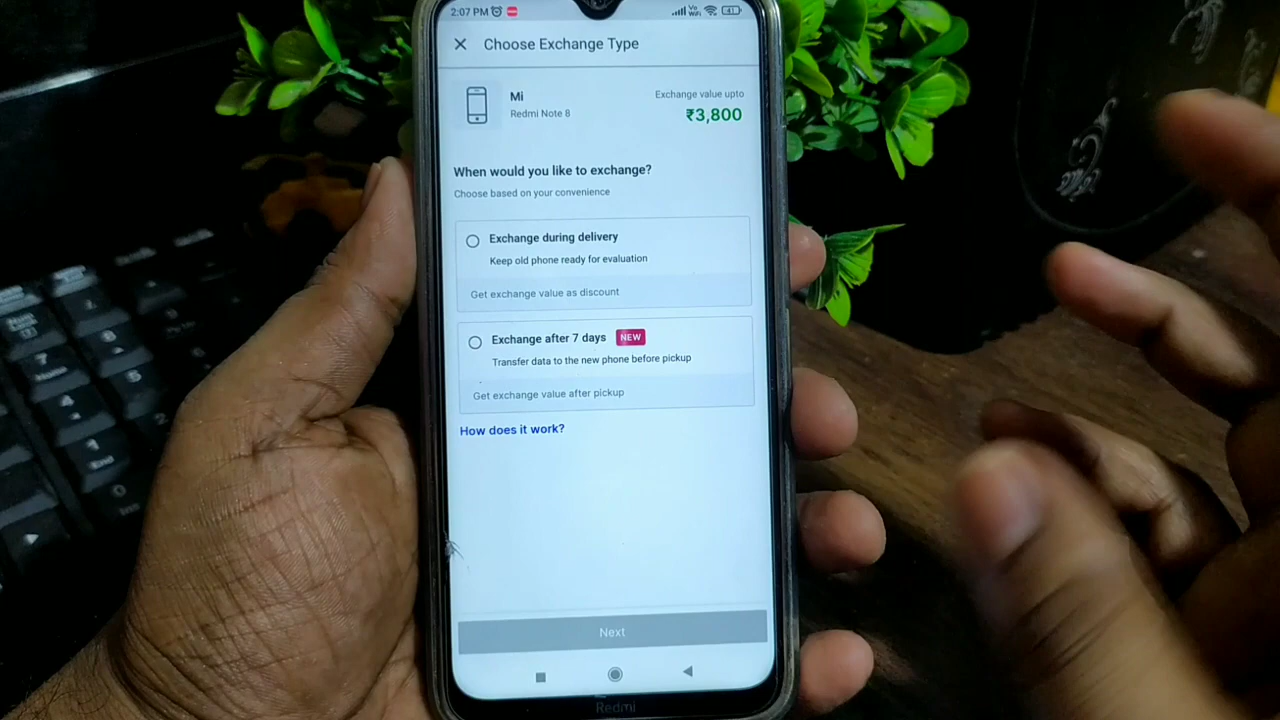 2:07 PM
Vo
WiFi
41
Choose Exchange Type
Mi
Redmi Note 8
Exchange value upto
₹3,800
When would you like to exchange?
Choose based on your convenience
Exchange during delivery
Keep old phone ready for evaluation
Get exchange value as discount
Exchange after 7 days NEW
Transfer data to the new phone before pickup
Get exchange value after pickup
How does it work?
Next
Redmi